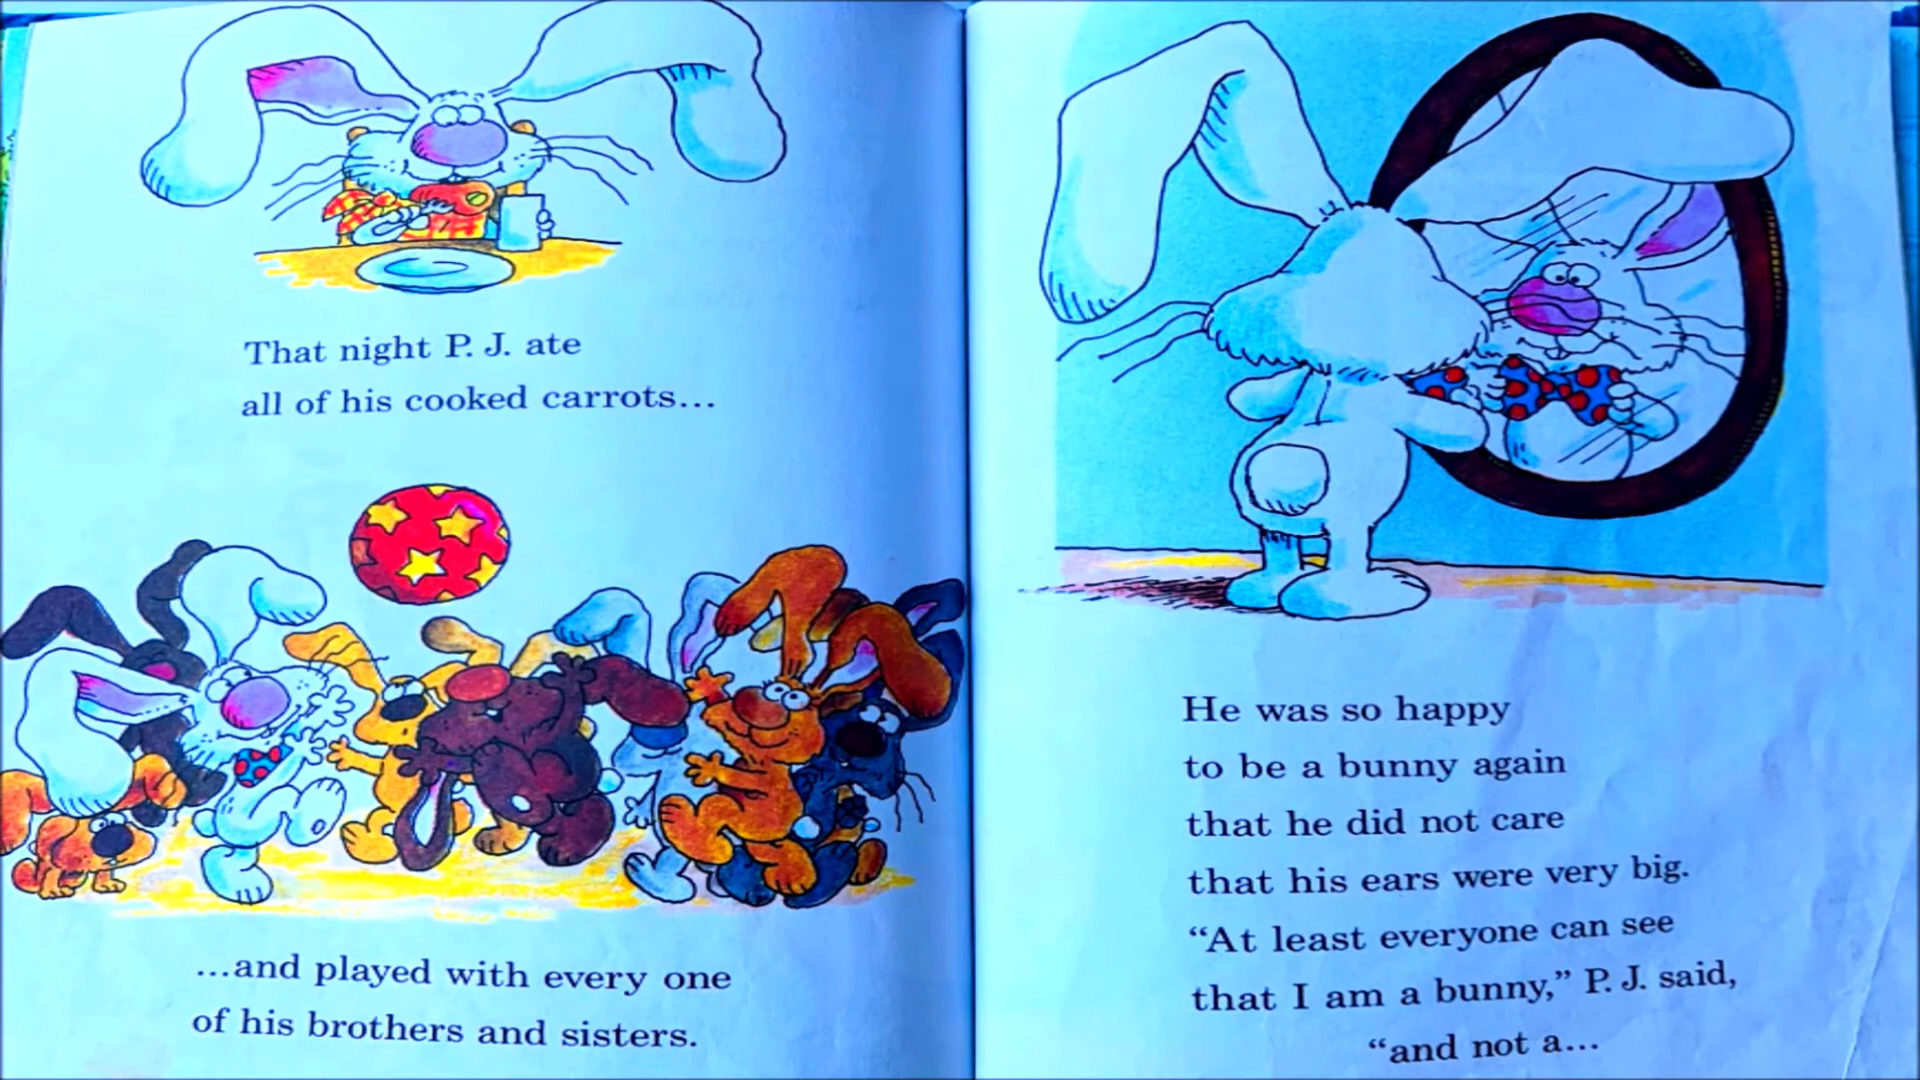 That night P. J. ate
all of his cooked carrots...
...and played with every one
of his brothers and sisters.
He was so happy
to be a bunny again
that he did not care
that his ears were very big.
“At least everyone can see
that I am a bunny,” P. J. said,
“and not a...